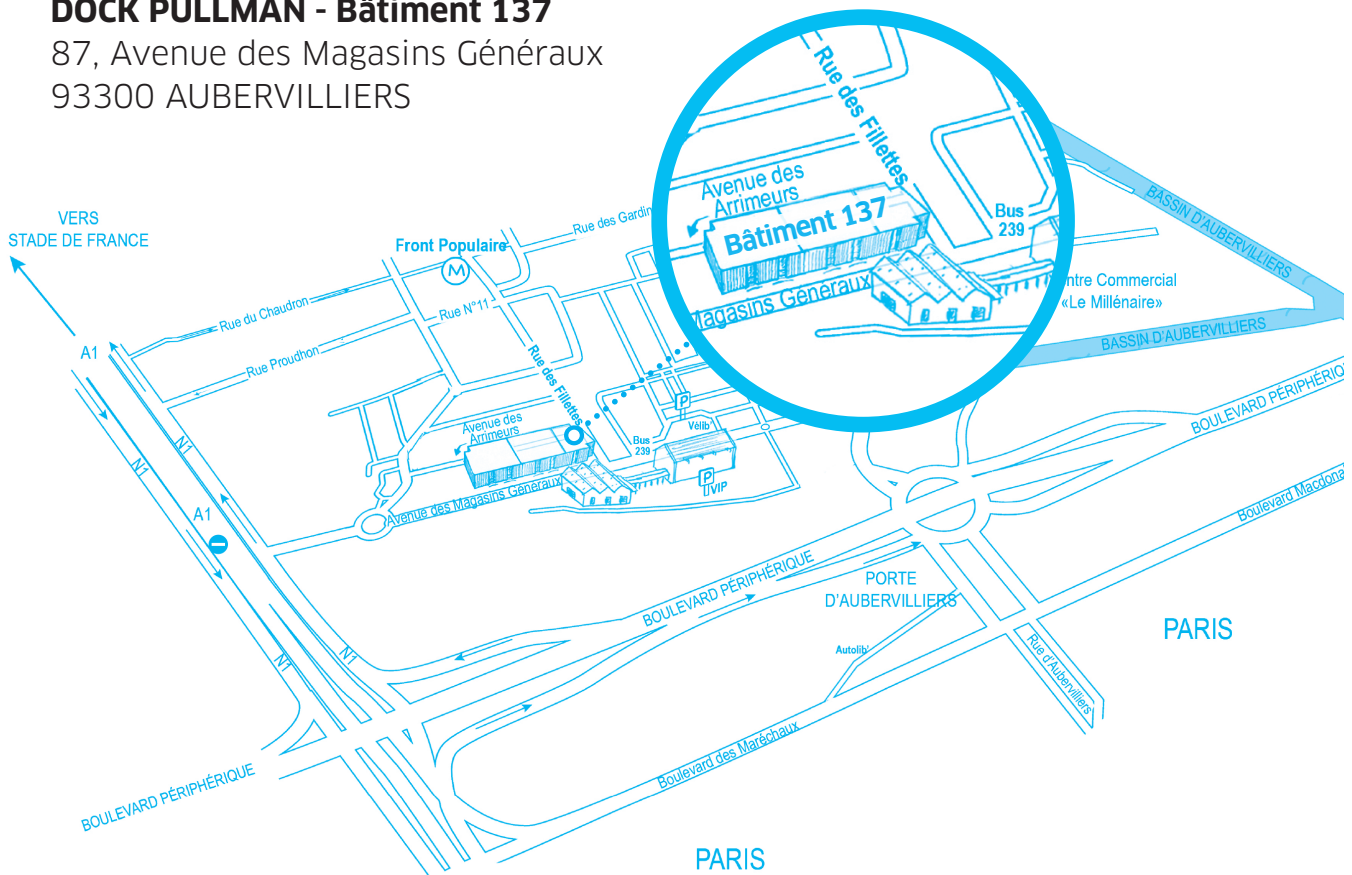 DOCK PULLMAN - Bâtiment 137
87, Avenue des Magasins Généraux
93300 AUBERVILLIERS
VERS
STADE DE FRANCE
Front Populaire
M
Rue des Gardin
Rue du Chaudron
Rue N°11
Rue Proudhon
Rue des Fillettes
Avenue des
Arrimeurs
Bâtiment 137
Bus
239
Magasins Généraux
ntre Commercial
«Le Millénaire»
BASSIN D'AUBERVILLIERS
BASSIN D'AUBERVILLIERS
A1
N1
N1
A1
N1
N1
Rue des Fillettes
Avenue des
Arrimeurs
Avenue des Magasins Généraux
Bus
239
P
Vélib'
P
VIP
BOULEVARD PÉRIPHÉRIQ
Boulevard Macdona
BOULEVARD PÉRIPHÉRIQUE
PORTE
D'AUBERVILLIERS
Autolib'
Rue d'Aubervilliers
PARIS
Boulevard des Maréchaux
BOULEVARD PÉRIPHÉRIQUE
PARIS